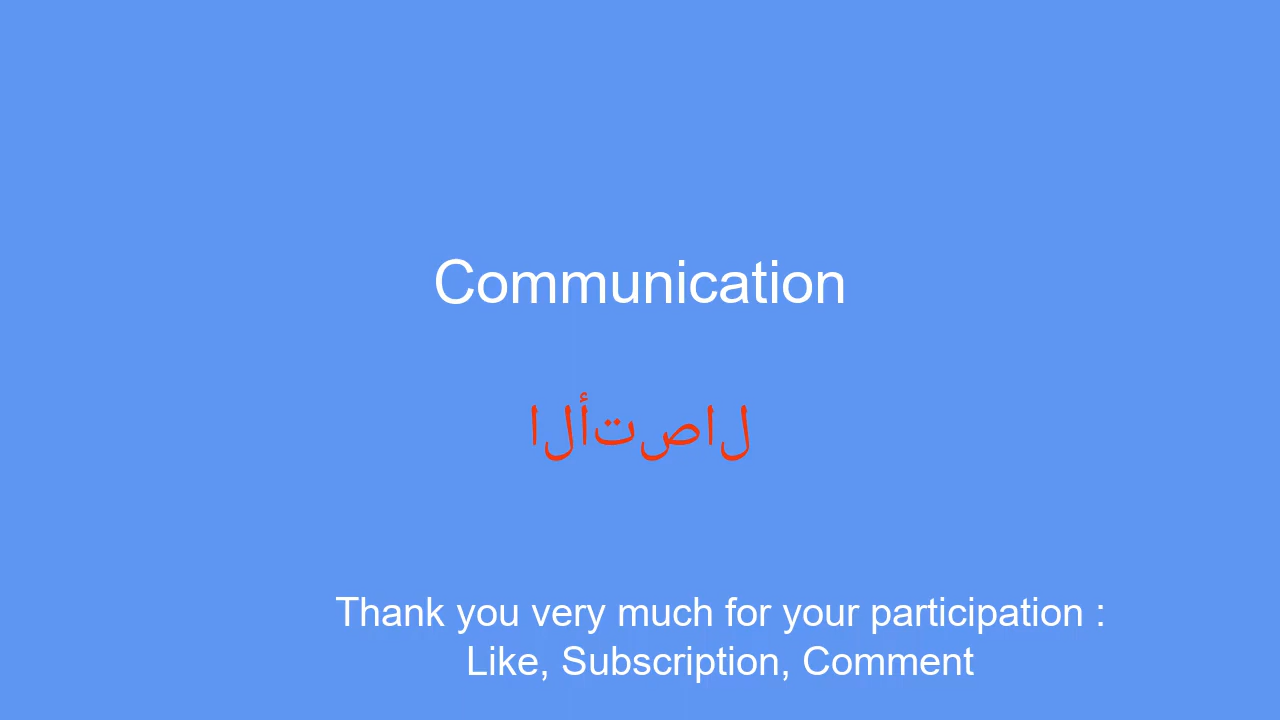 Communication
الأتصال
Thank you very much for your participation :
Like, Subscription, Comment